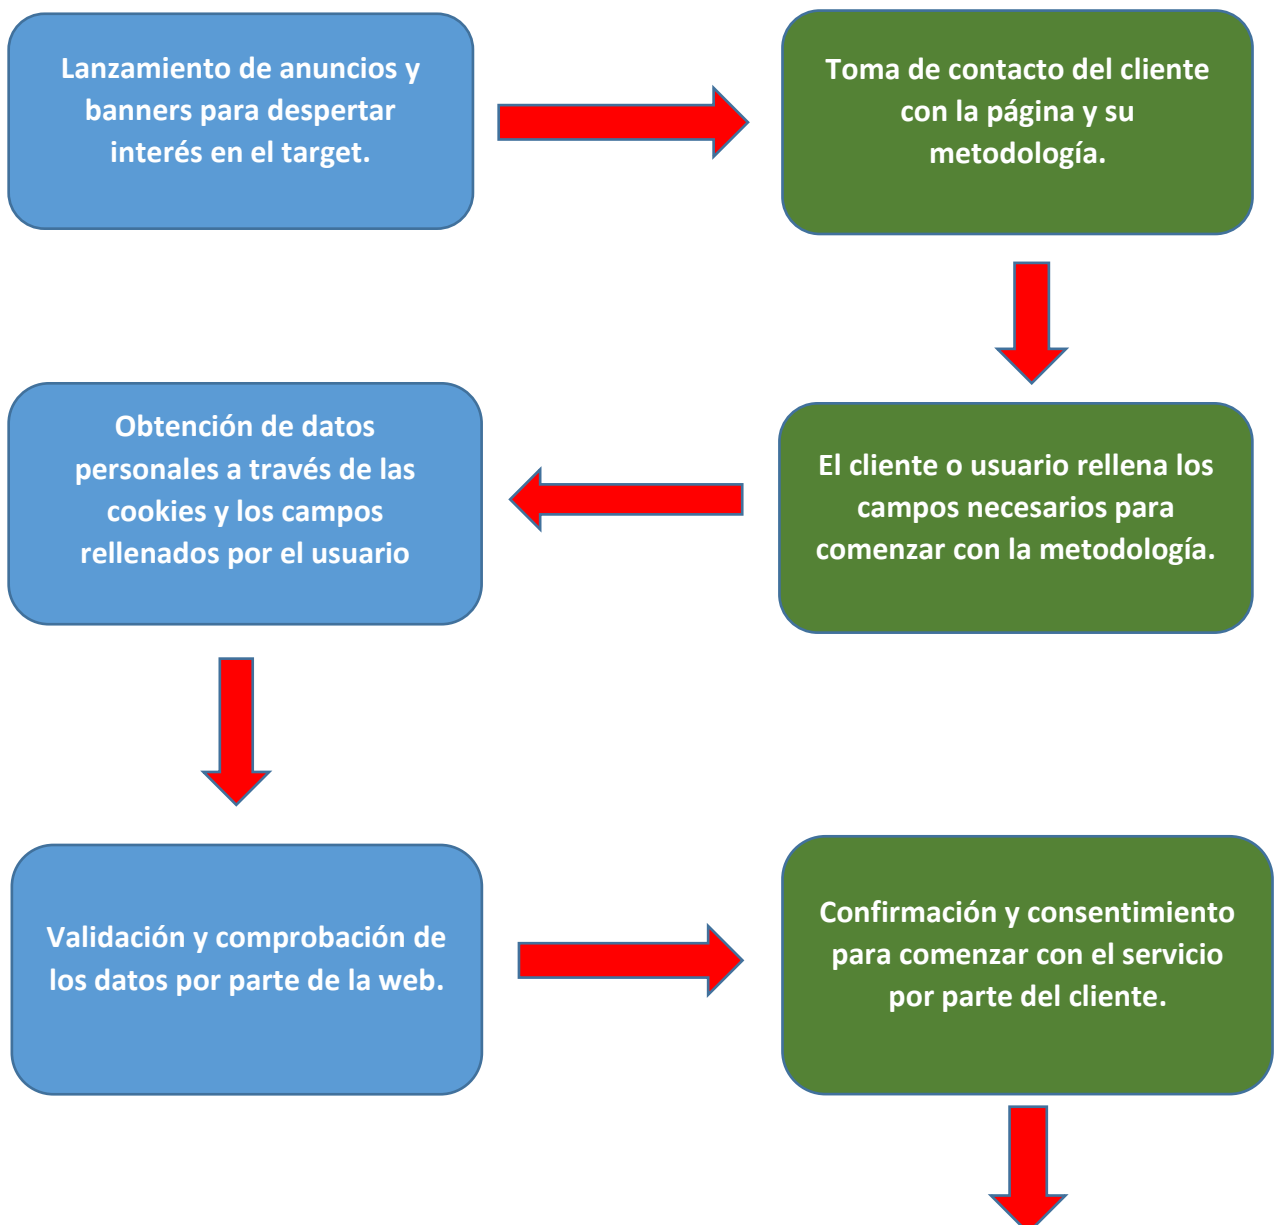 Lanzamiento de anuncios y
banners para despertar
interés en el target.
Toma de contacto del cliente
con la página y su
metodología.
El cliente o usuario rellena los
campos necesarios para
comenzar con la metodología.
Obtención de datos
personales a través de las
cookies y los campos
rellenados por el usuario
Validación y comprobación de
los datos por parte de la web.
Confirmación y consentimiento
para comenzar con el servicio
por parte del cliente.